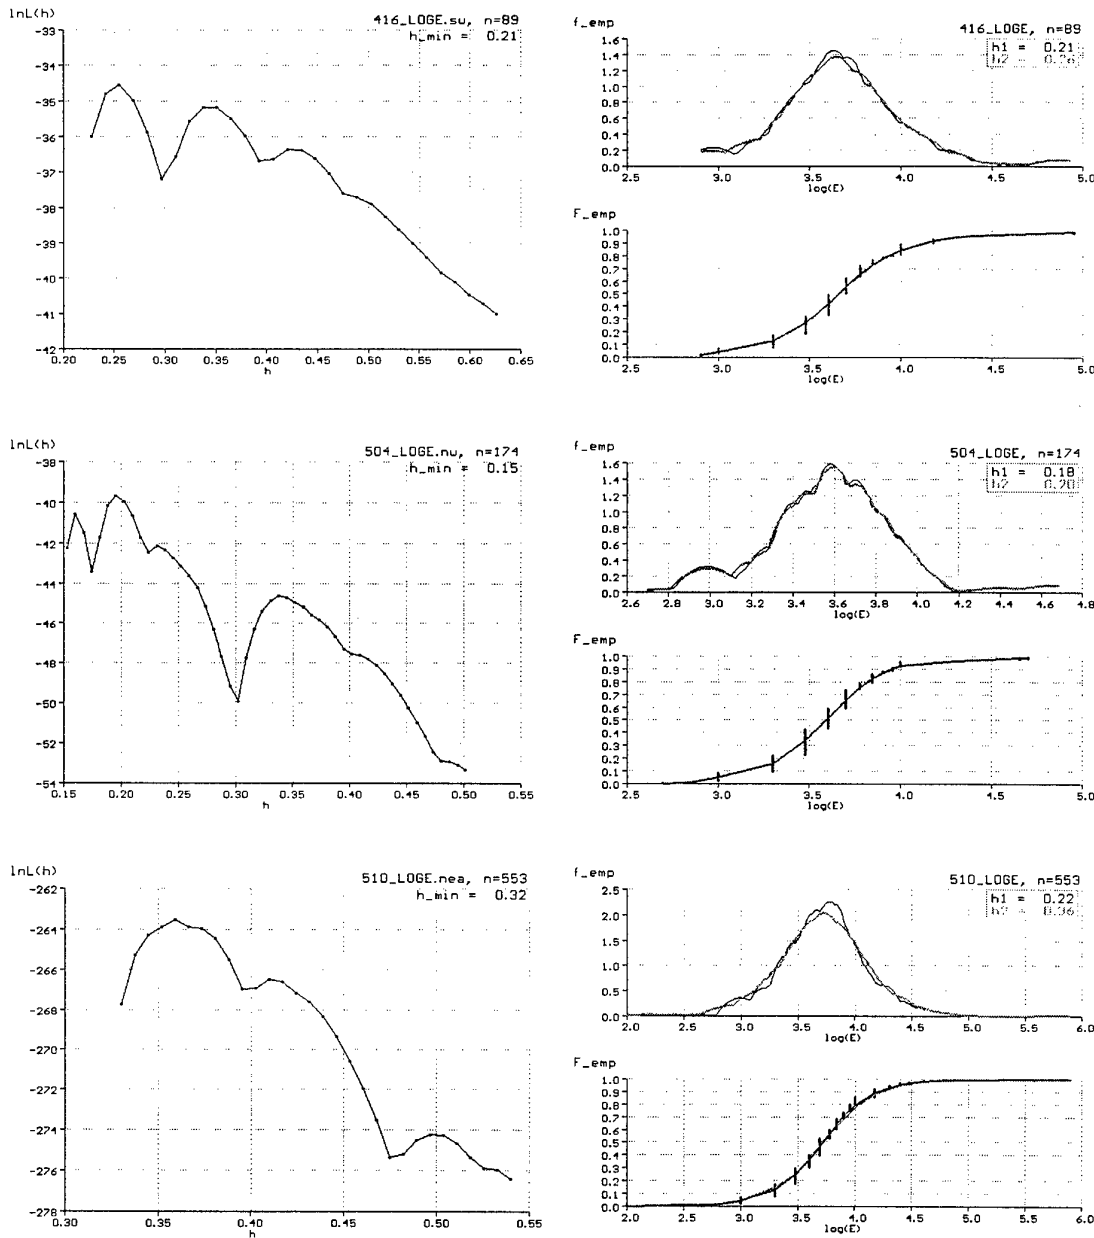 lnL(h)
416_LOGE.su, n=89
h_min = 0.21
-33
-34
-35
-36
-37
-38
-39
-40
-41
-42
0.20 0.25 0.30 0.35 0.40 0.45 0.50 0.55 0.60 0.65
h
f_emp
416_LOGE, n=89
h1 = 0.21
1.6
1.4
1.2
1.0
0.8
0.6
0.4
0.2
0.0
2.5 3.0 3.5 4.0 4.5 5.0
log(E)
F_emp
1.0
0.9
0.8
0.7
0.6
0.5
0.4
0.3
0.2
0.1
0.0
2.5 3.0 3.5 4.0 4.5 5.0
log(E)
lnL(h)
504_LOGE.nu, n=174
h_min = 0.15
-38
-40
-42
-44
-46
-48
-50
-52
-54
0.15 0.20 0.25 0.30 0.35 0.40 0.45 0.50 0.55
h
f_emp
504_LOGE, n=174
h1 = 0.18
h2 = 0.20
1.6
1.4
1.2
1.0
0.8
0.6
0.4
0.2
0.0
2.6 2.8 3.0 3.2 3.4 3.6 3.8 4.0 4.2 4.4 4.6 4.8
log(E)
F_emp
1.0
0.9
0.8
0.7
0.6
0.5
0.4
0.3
0.2
0.1
0.0
2.5 3.0 3.5 4.0 4.5 5.0
log(E)
lnL(h)
510_LOGE.nea, n=553
h_min = 0.32
-262
-264
-266
-268
-270
-272
-274
-276
-278
0.30 0.35 0.40 0.45 0.50 0.55
h
f_emp
510_LOGE, n=553
h1 = 0.22
h2 = 0.36
2.5
2.0
1.5
1.0
0.5
0.0
2.0 2.5 3.0 3.5 4.0 4.5 5.0 5.5 6.0
log(E)
F_emp
1.0
0.9
0.8
0.7
0.6
0.5
0.4
0.3
0.2
0.1
0.0
2.0 2.5 3.0 3.5 4.0 4.5 5.0 5.5 6.0
log(E)